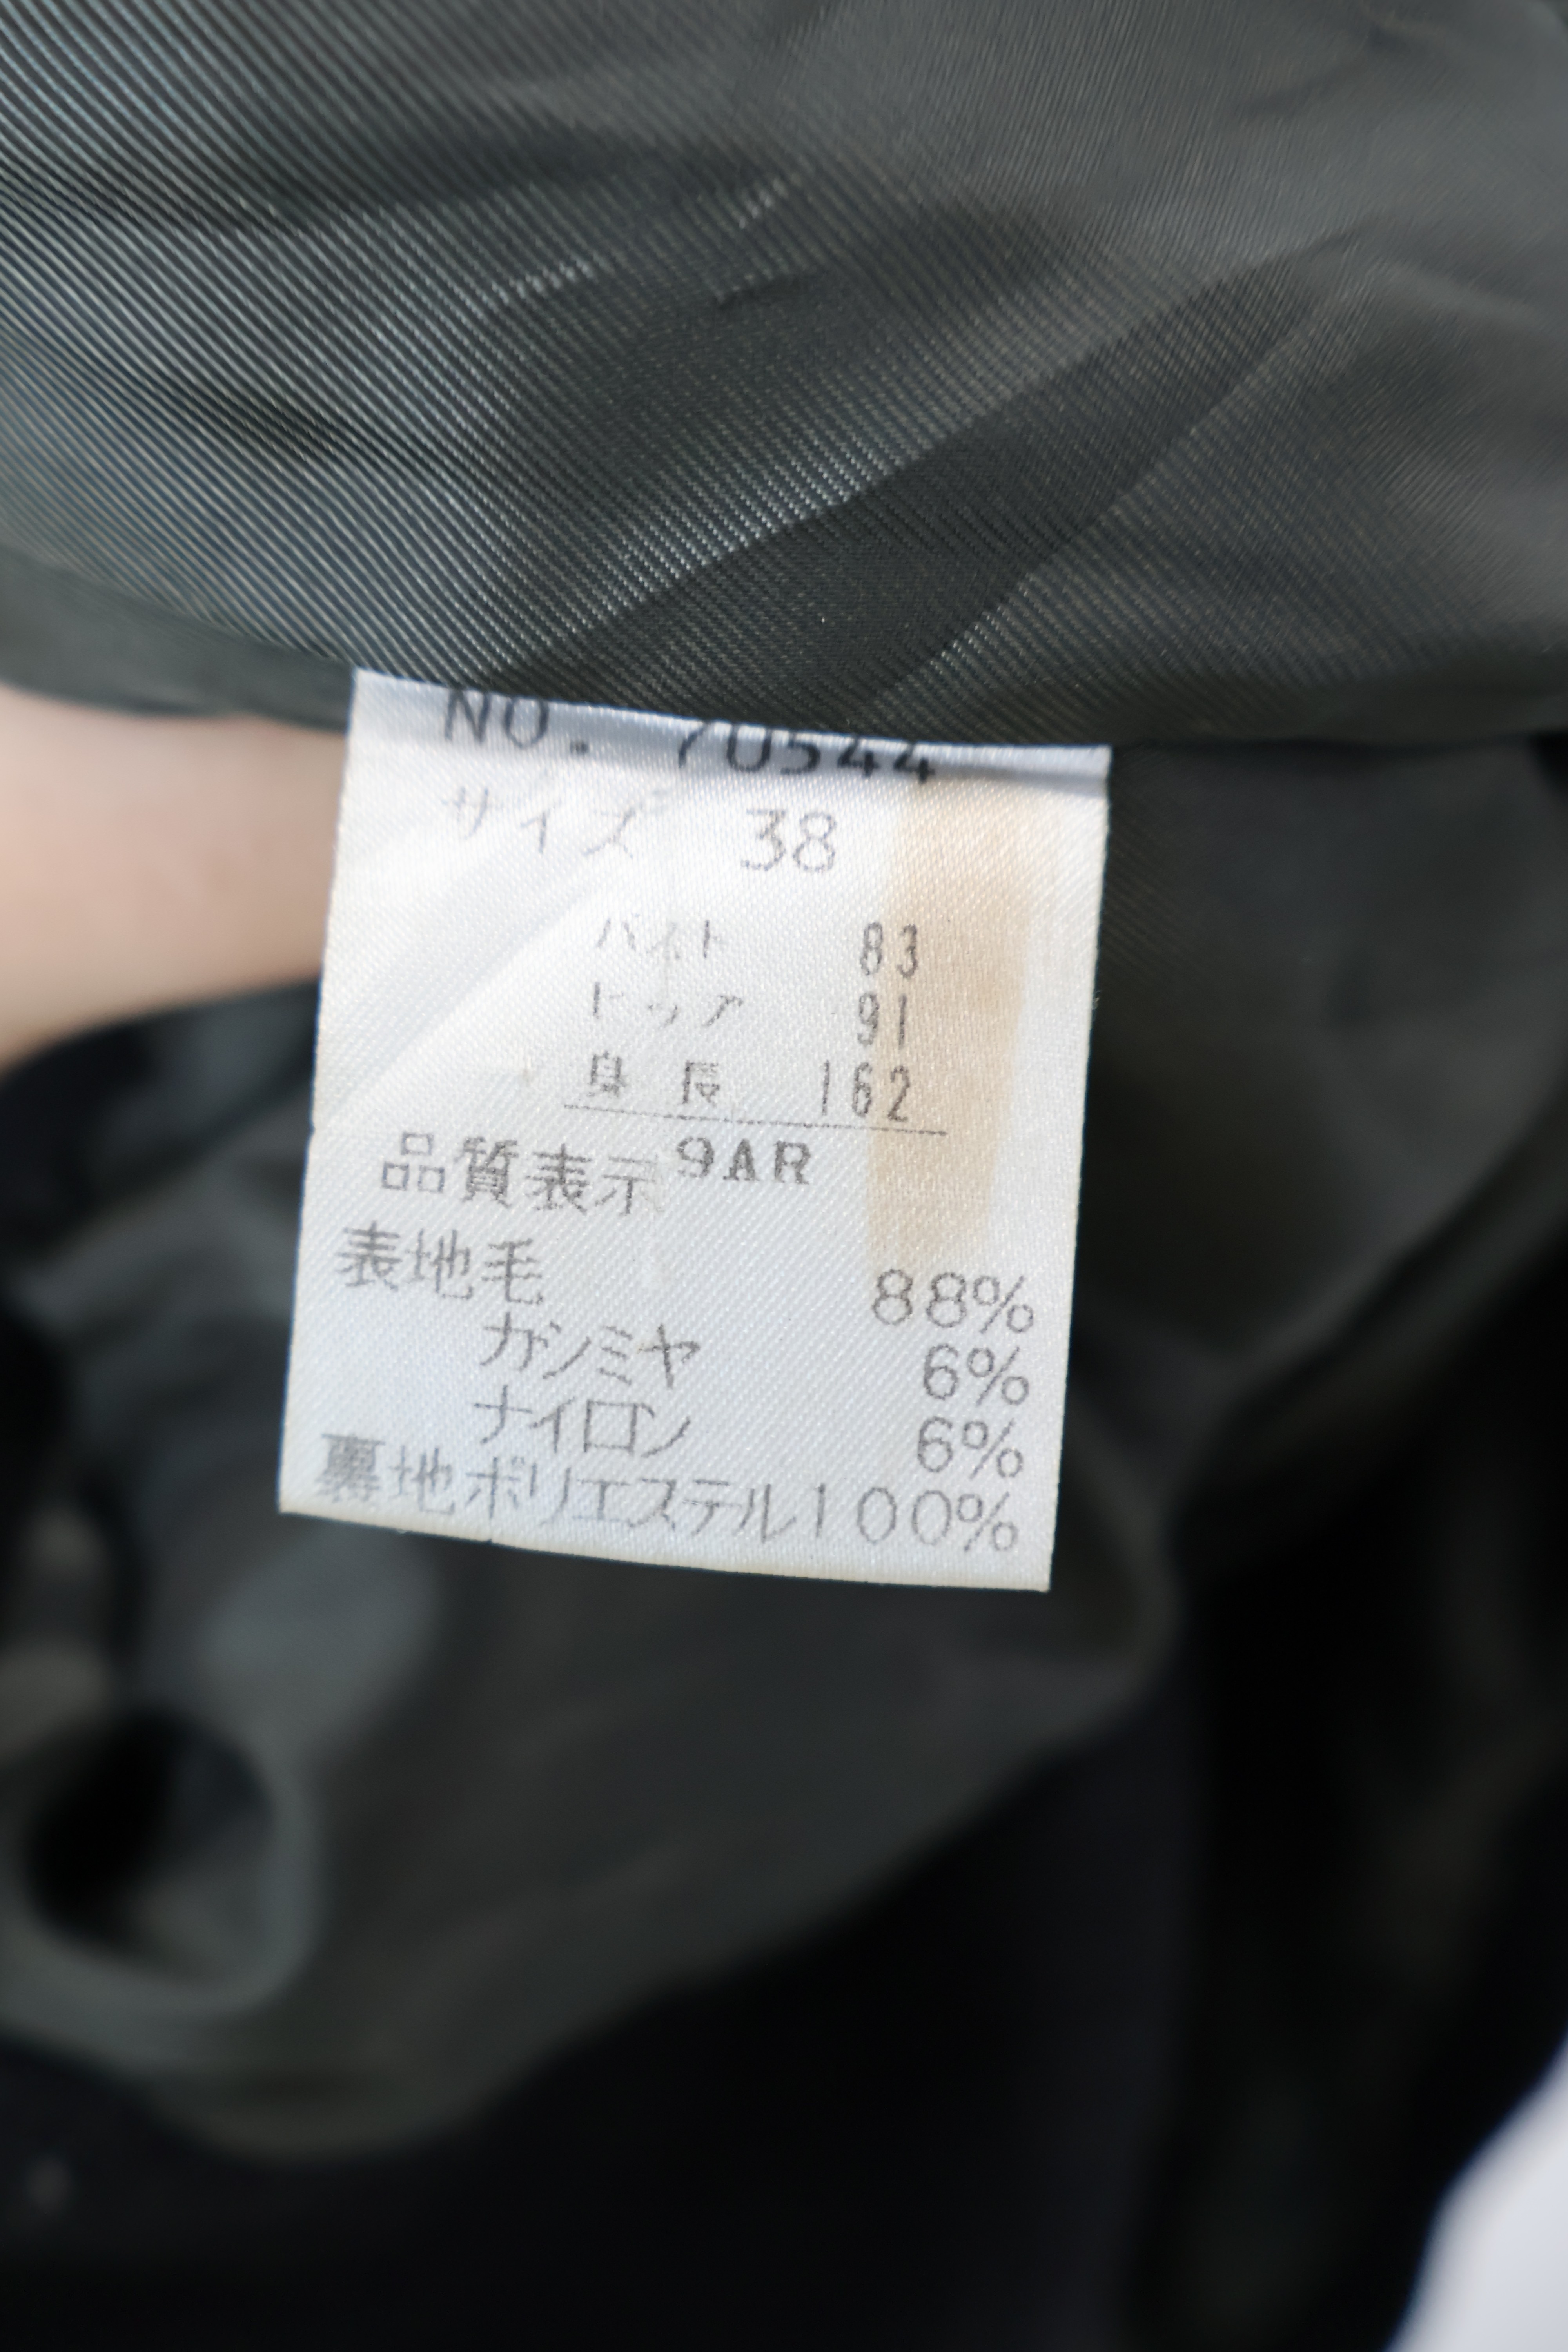 NO. 70544
サイズ 38
バスト 83
ヒップ 91
身長 162
品質表示 9AR
表地毛 88%
カシミヤ 6%
ナイロン 6%
裏地ポリエステル100%